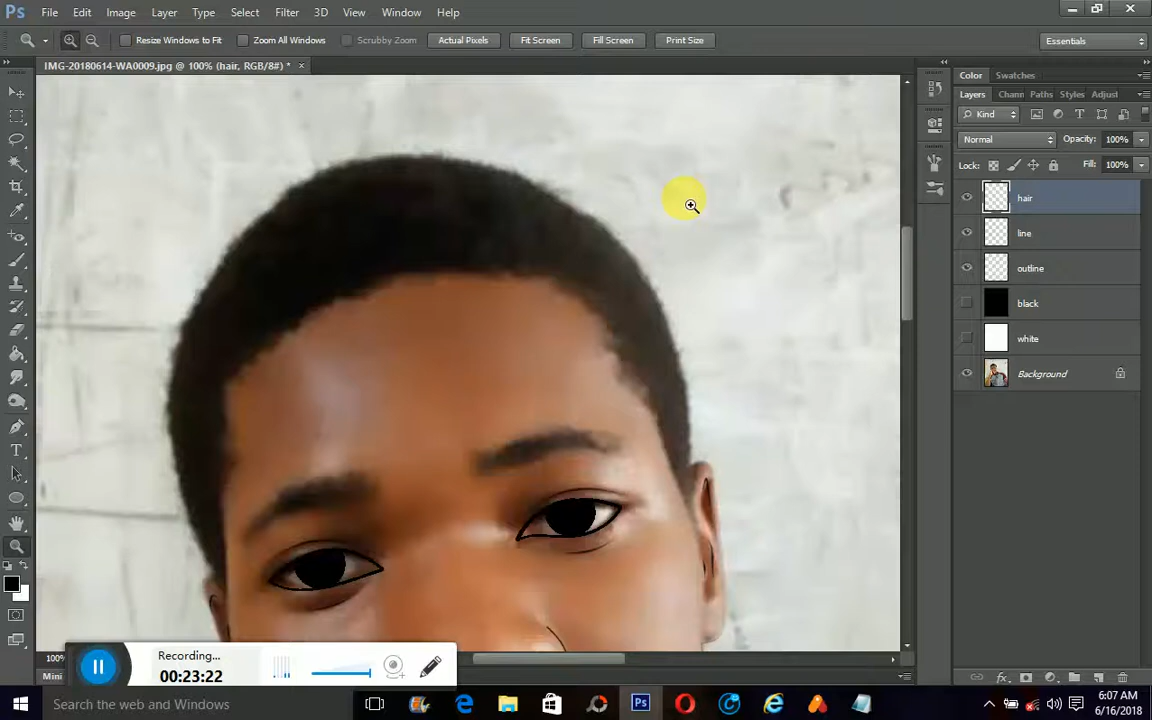 Ps File Edit Image Layer Type Select Filter 3D View Window Help
Resize Windows to Fit Zoom All Windows Scrubby Zoom Actual Pixels Fit Screen Fill Screen Print Size Essentials
IMG-20180614-WA0009.jpg @ 100% (hair, RGB/8#) * ×
Color Swatches
Layers Chann Paths Styles Adjust
Kind
Normal Opacity: 100%
Lock: Fill: 100%
hair
line
outline
black
white
Background
100%
Recording...
00:23:22
Mini
Search the web and Windows
6:07 AM
6/16/2018